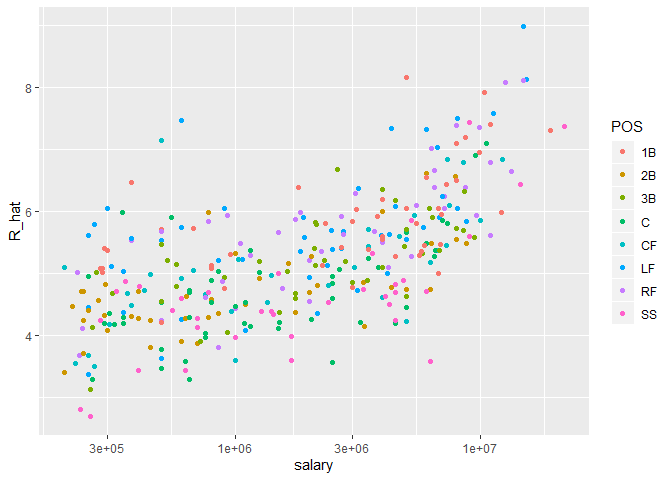 R_hat
8
6
4
3e+05 1e+06 3e+06 1e+07
salary
POS
1B
2B
3B
C
CF
LF
RF
SS